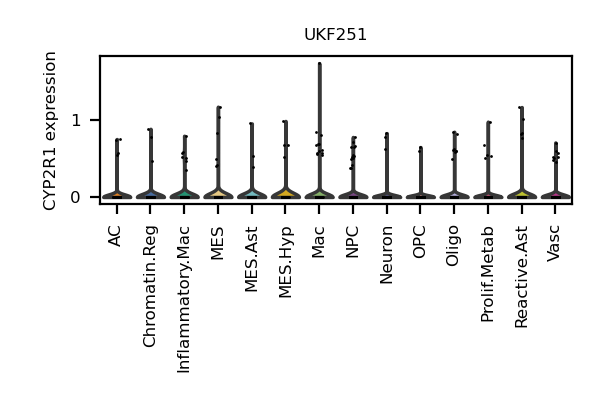 UKF251
CYP2R1 expression
1
0
AC
Chromatin.Reg
Inflammatory.Mac
MES
MES.Ast
MES.Hyp
Mac
NPC
Neuron
OPC
Oligo
Prolif.Metab
Reactive.Ast
Vasc